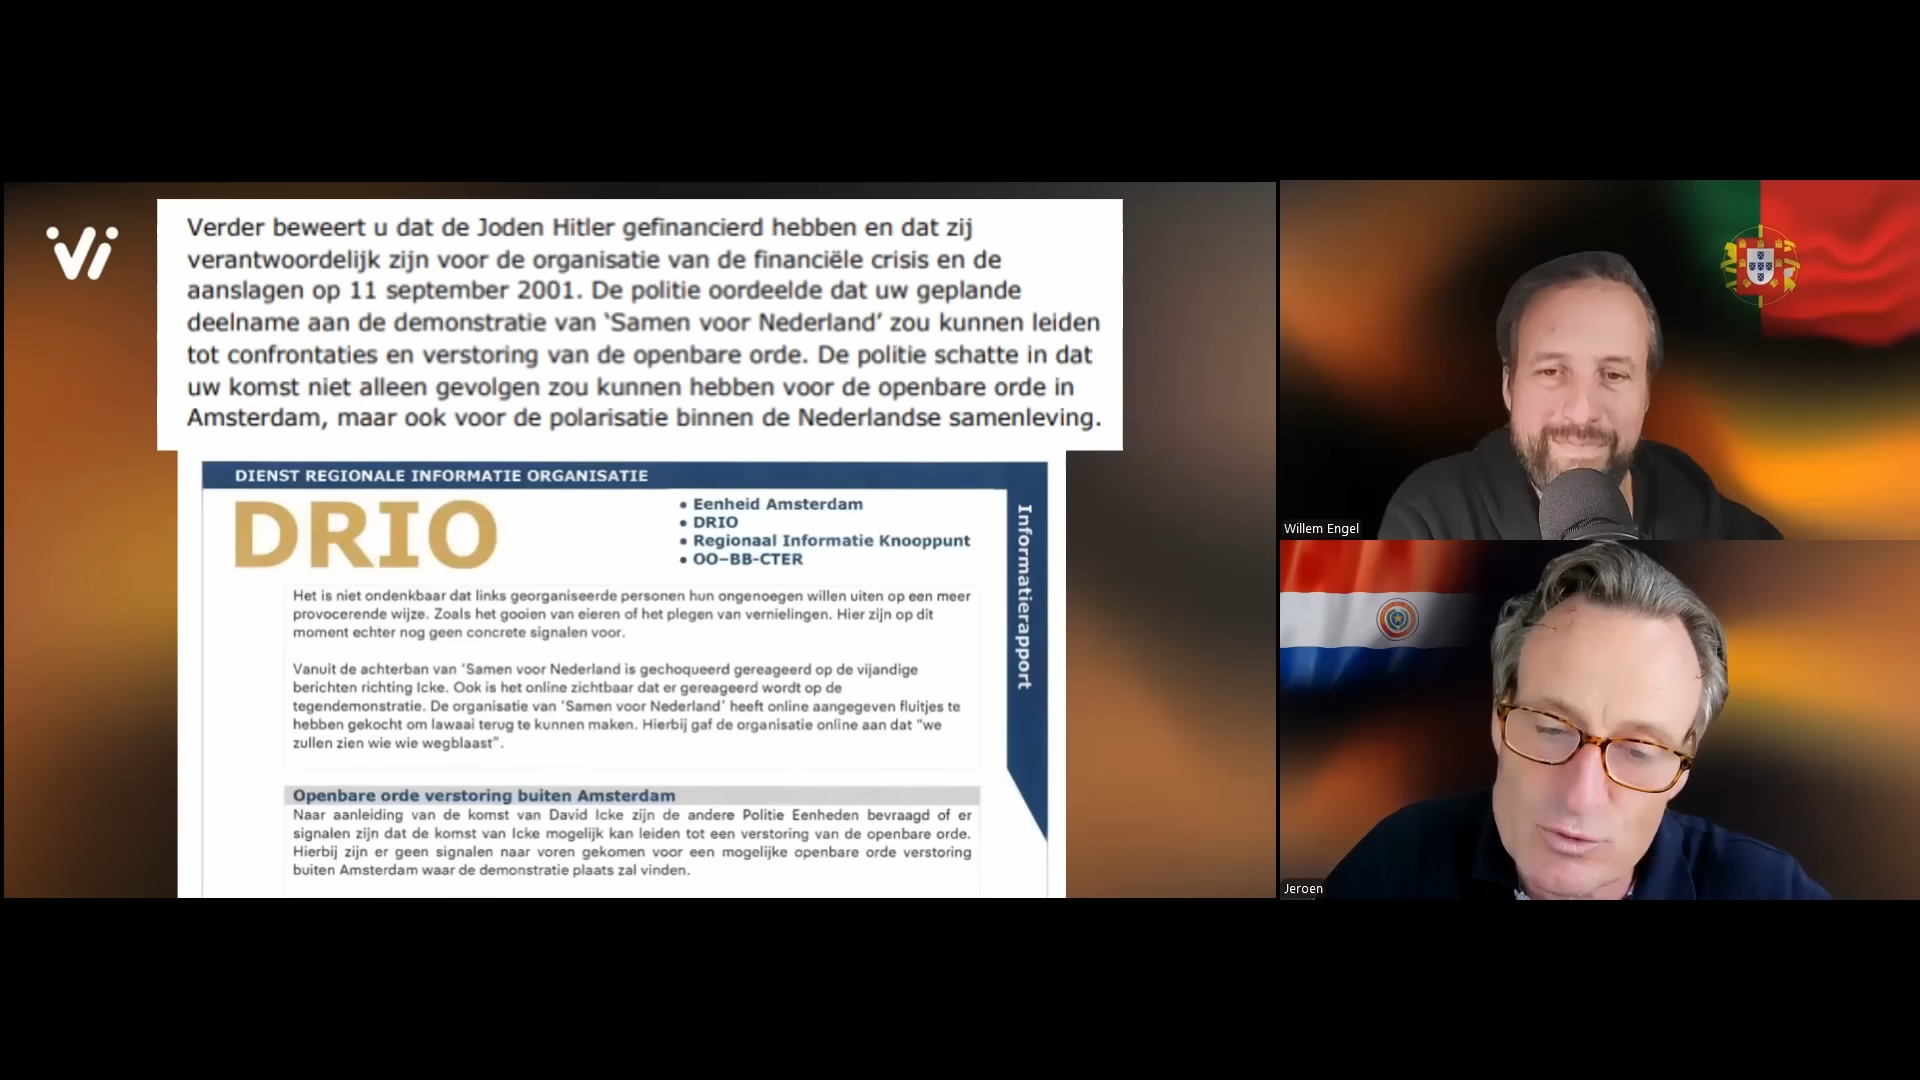 Verder beweert u dat de Joden Hitler gefinancierd hebben en dat zij
verantwoordelijk zijn voor de organisatie van de financiële crisis en de
aanslagen op 11 september 2001. De politie oordeelde dat uw geplande
deelname aan de demonstratie van ‘Samen voor Nederland’ zou kunnen leiden
tot confrontaties en verstoring van de openbare orde. De politie schatte in dat
uw komst niet alleen gevolgen zou kunnen hebben voor de openbare orde in
Amsterdam, maar ook voor de polarisatie binnen de Nederlandse samenleving.
DIENST REGIONALE INFORMATIE ORGANISATIE
DRIO
• Eenheid Amsterdam
• DRIO
• Regionaal Informatie Knooppunt
• OO–BB-CTER
Informatierapport
Het is niet ondenkbaar dat links georganiseerde personen hun ongenoegen willen uiten op een meer
provocerende wijze. Zoals het gooien van eieren of het plegen van vernielingen. Hier zijn op dit
moment echter nog geen concrete signalen voor.
Vanuit de achterban van ‘Samen voor Nederland is gechoqueerd gereageerd op de vijandige
berichten richting Icke. Ook is het online zichtbaar dat er gereageerd wordt op de
tegendemonstratie. De organisatie van ‘Samen voor Nederland’ heeft online aangegeven fluitjes te
hebben gekocht om lawaai terug te kunnen maken. Hierbij gaf de organisatie online aan dat “we
zullen zien wie wie wegblaast”.
Openbare orde verstoring buiten Amsterdam
Naar aanleiding van de komst van David Icke zijn de andere Politie Eenheden bevraagd of er
signalen zijn dat de komst van Icke mogelijk kan leiden tot een verstoring van de openbare orde.
Hierbij zijn er geen signalen naar voren gekomen voor een mogelijke openbare orde verstoring
buiten Amsterdam waar de demonstratie plaats zal vinden.
Willem Engel
Jeroen